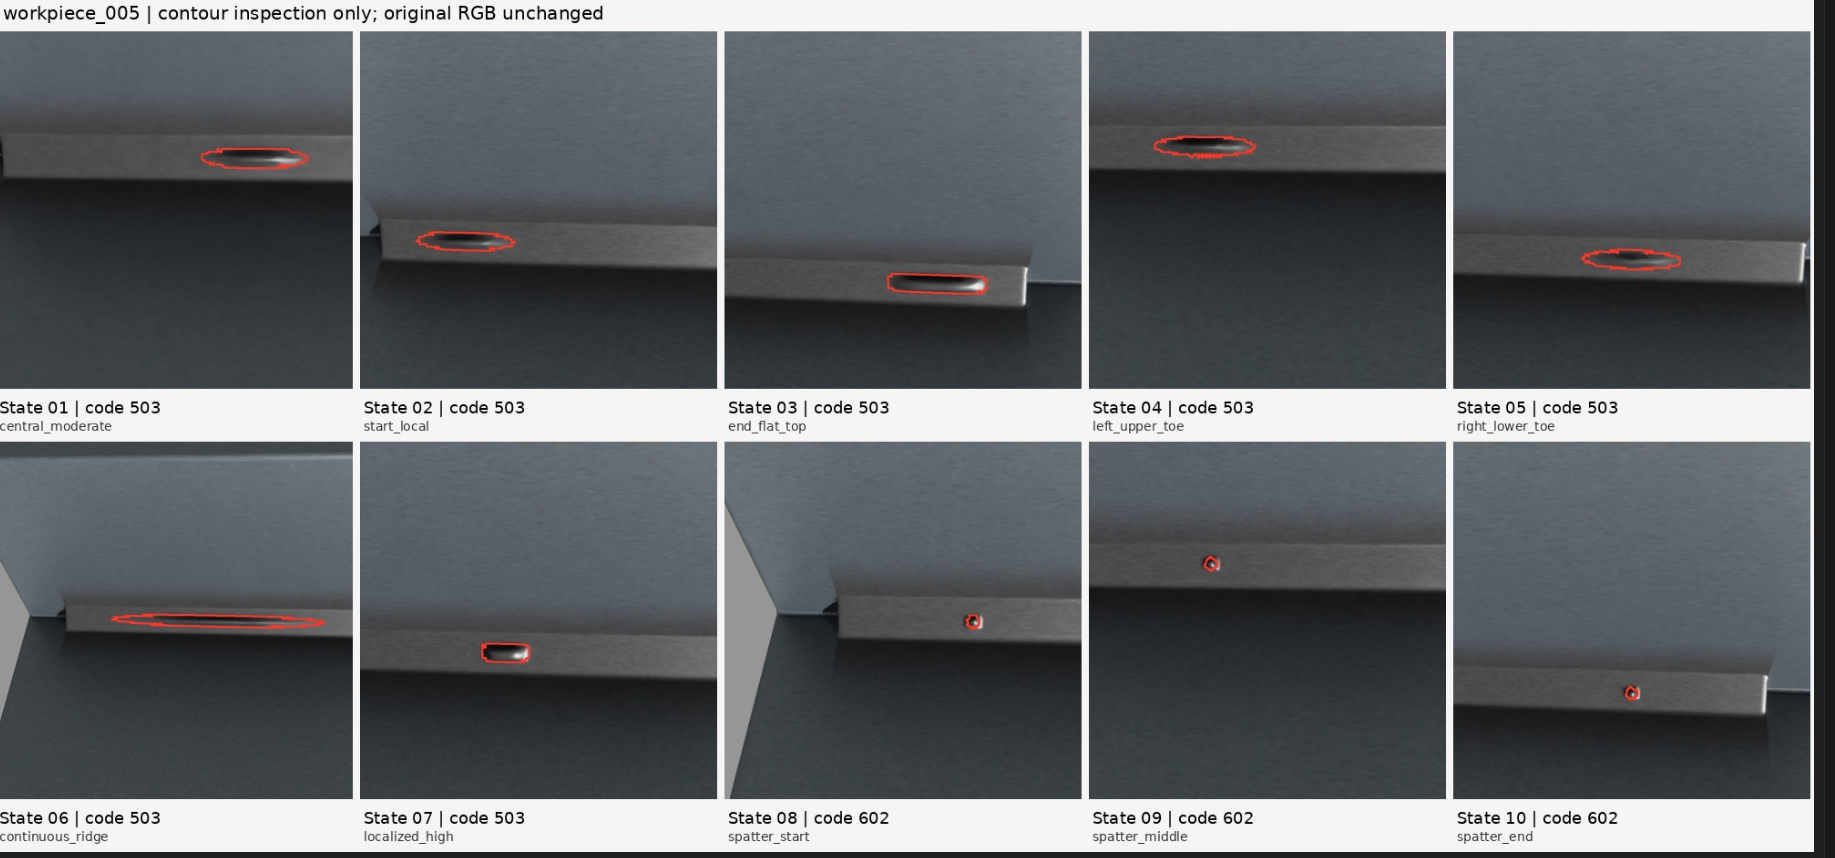 workpiece_005 | contour inspection only; original RGB unchanged
State 01 | code 503
central_moderate
State 02 | code 503
start_local
State 03 | code 503
end_flat_top
State 04 | code 503
left_upper_toe
State 05 | code 503
right_lower_toe
State 06 | code 503
continuous_ridge
State 07 | code 503
localized_high
State 08 | code 602
spatter_start
State 09 | code 602
spatter_middle
State 10 | code 602
spatter_end